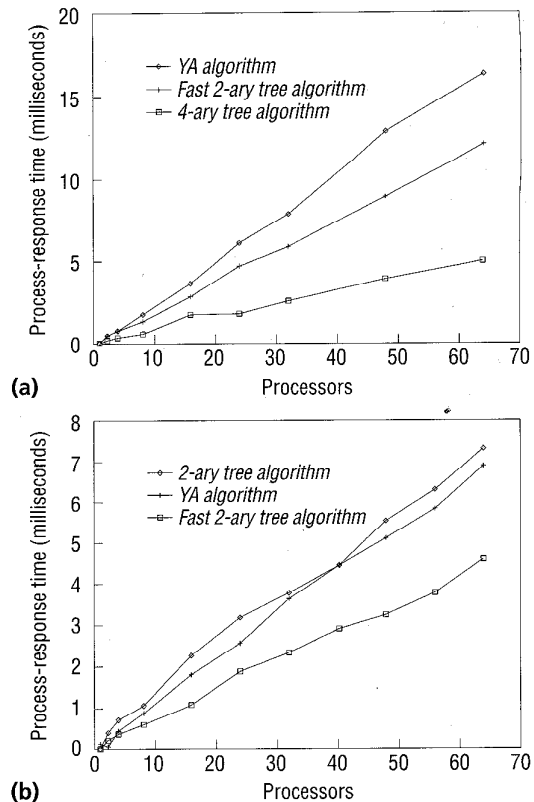 20
15
10
5
0
Process-response time (milliseconds)
YA algorithm
Fast 2-ary tree algorithm
4-ary tree algorithm
0 10 20 30 40 50 60 70
Processors
(a)
8
7
6
5
4
3
2
1
0
Process-response time (milliseconds)
2-ary tree algorithm
YA algorithm
Fast 2-ary tree algorithm
0 10 20 30 40 50 60 70
Processors
(b)